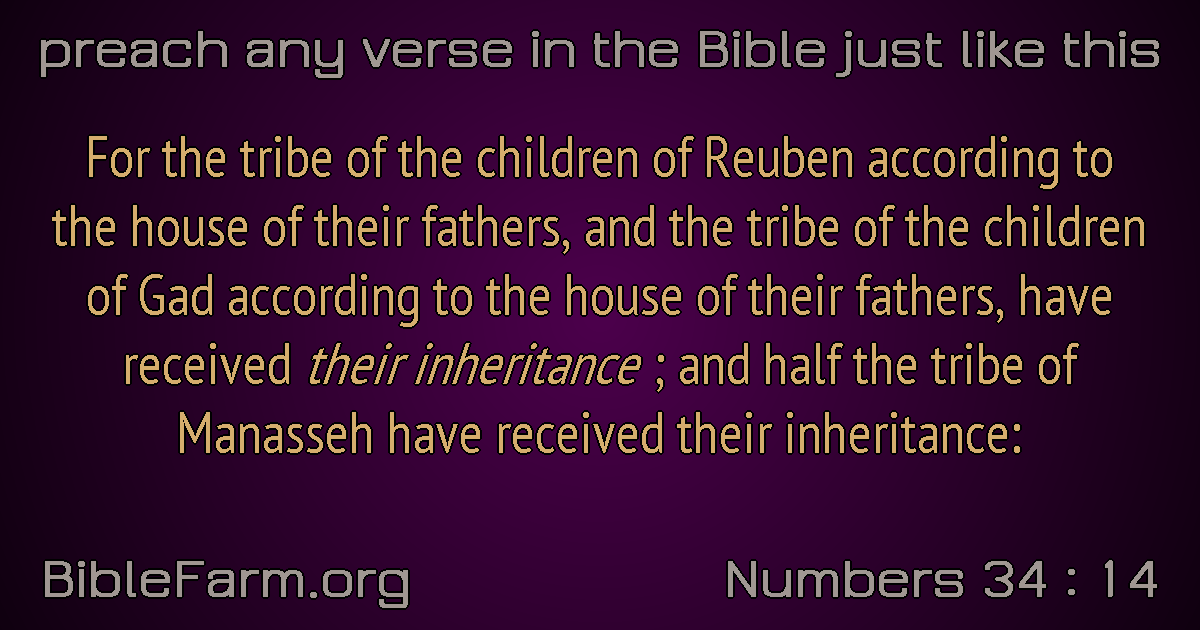 preach any verse in the Bible just like this
For the tribe of the children of Reuben according to
the house of their fathers, and the tribe of the children
of Gad according to the house of their fathers, have
received their inheritance ; and half the tribe of
Manasseh have received their inheritance:
BibleFarm.org
Numbers 34 : 14